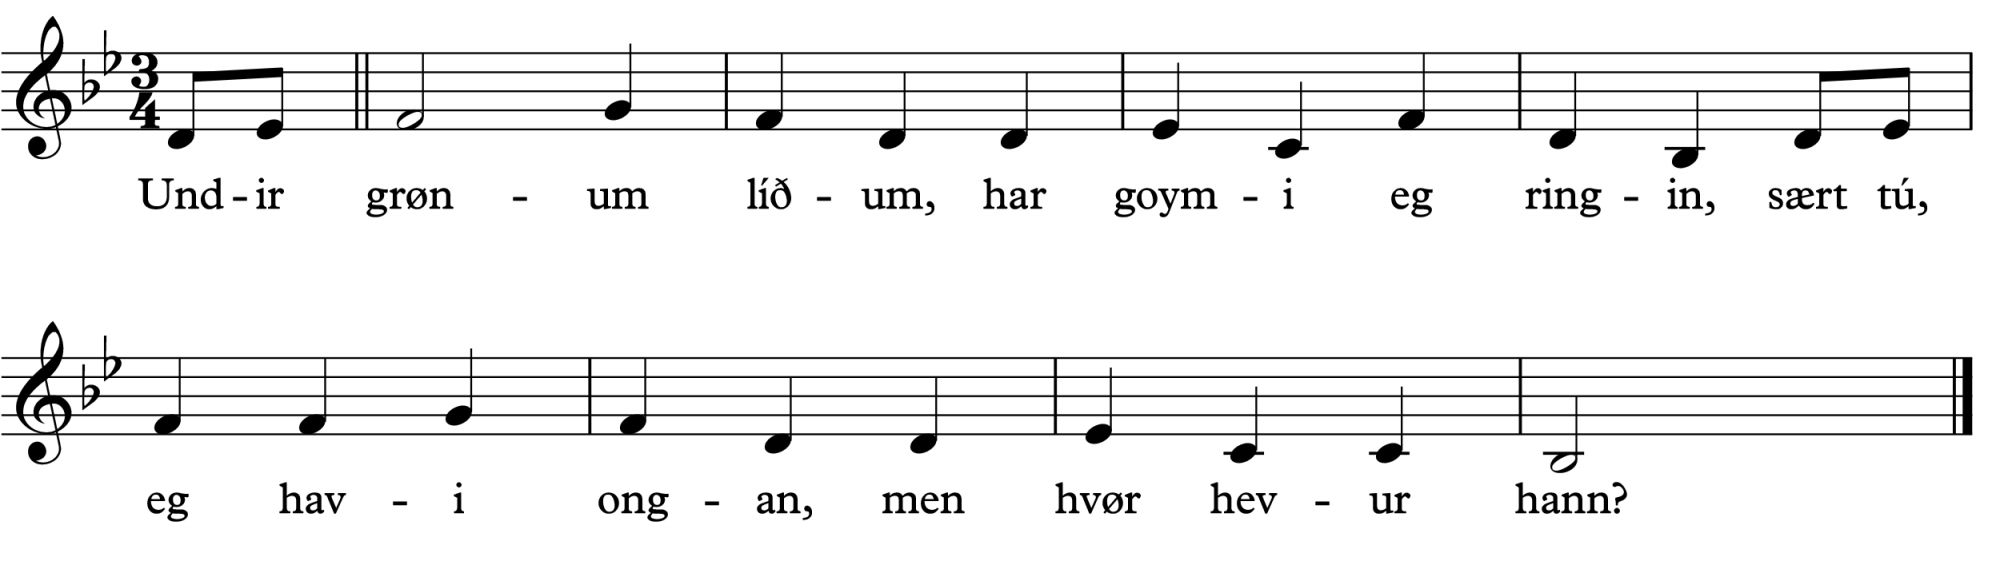 Und - ir grøn - um líð - um, har goym - i eg ring - in, sært tú,
eg hav - i ong - an, men hvør hev - ur hann?